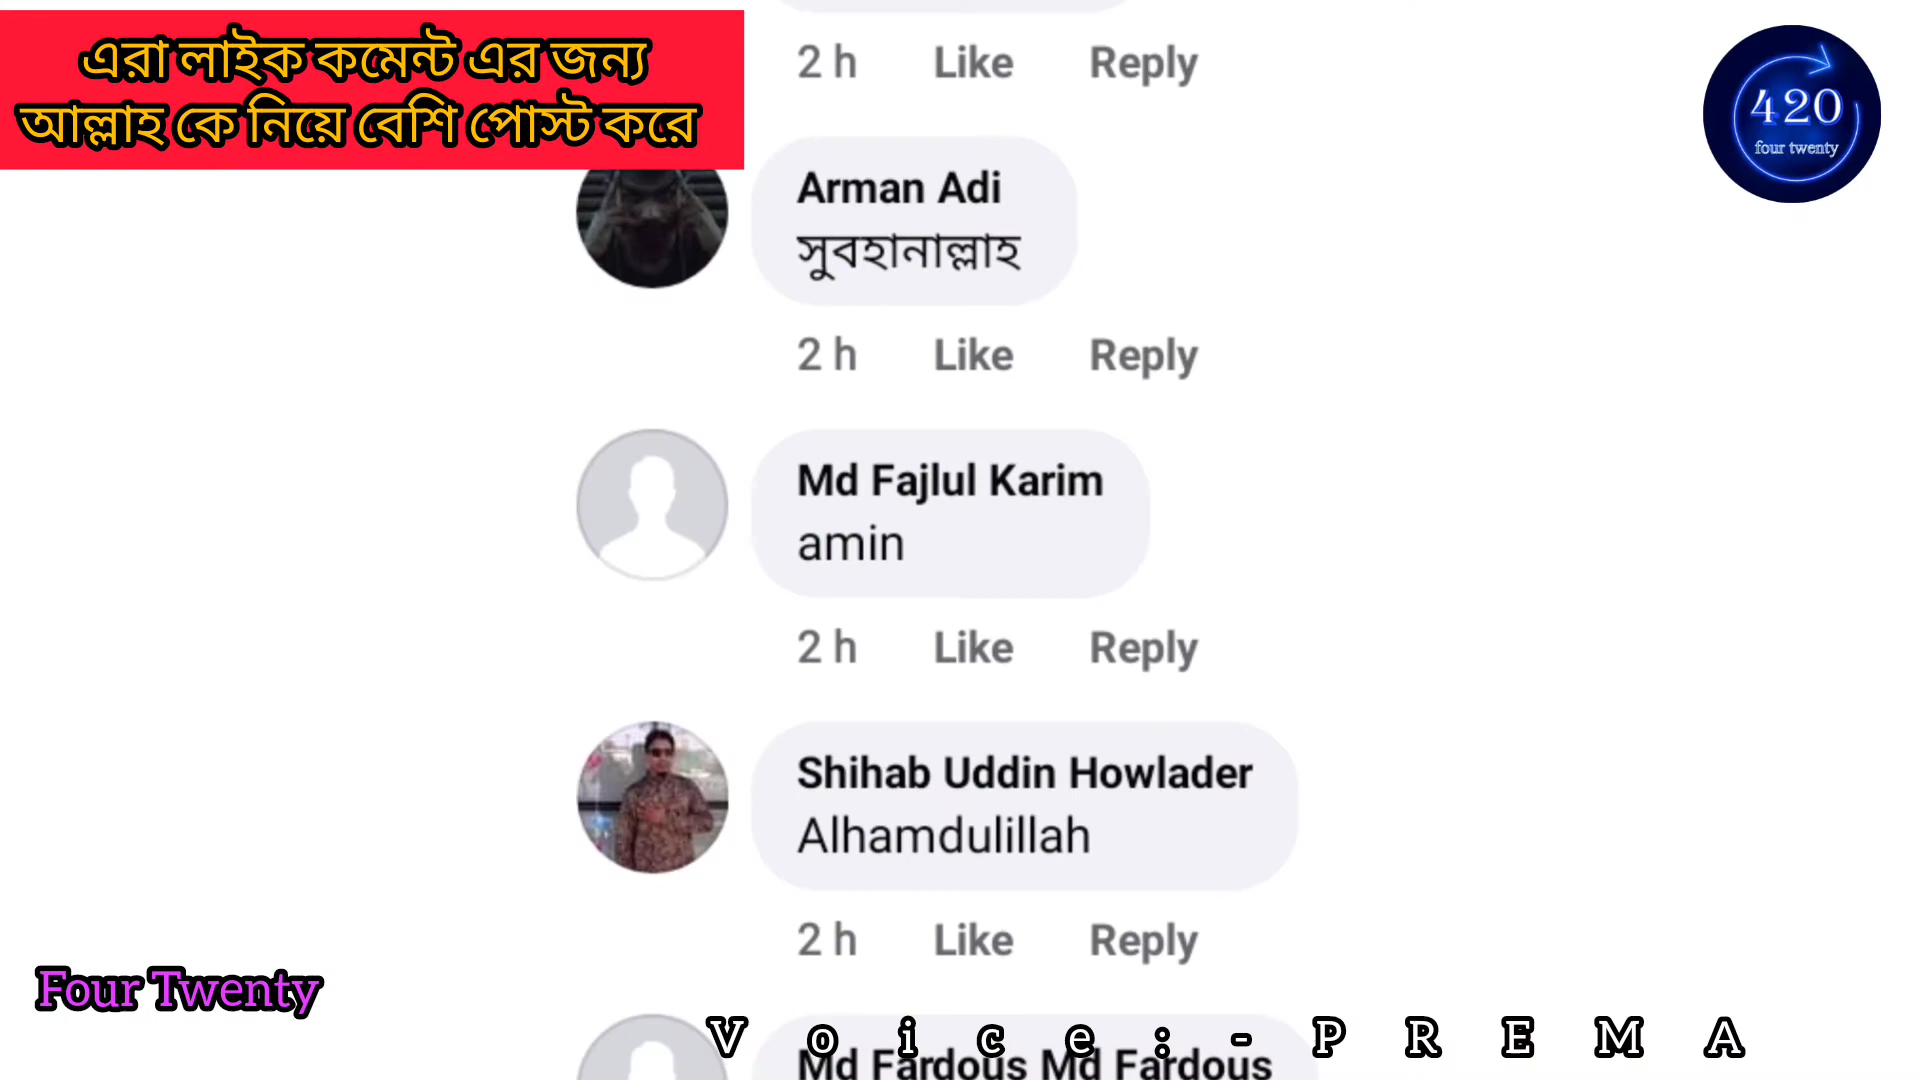 এরা লাইক কমেন্ট এর জন্য
আল্লাহ কে নিয়ে বেশি পোস্ট করে
2 h Like Reply
420
four twenty
Arman Adi
সুবহানাল্লাহ
2 h Like Reply
Md Fajlul Karim
amin
2 h Like Reply
Shihab Uddin Howlader
Alhamdulillah
2 h Like Reply
Four Twenty
Voice:-PREMA
Md Fardous Md Fardous